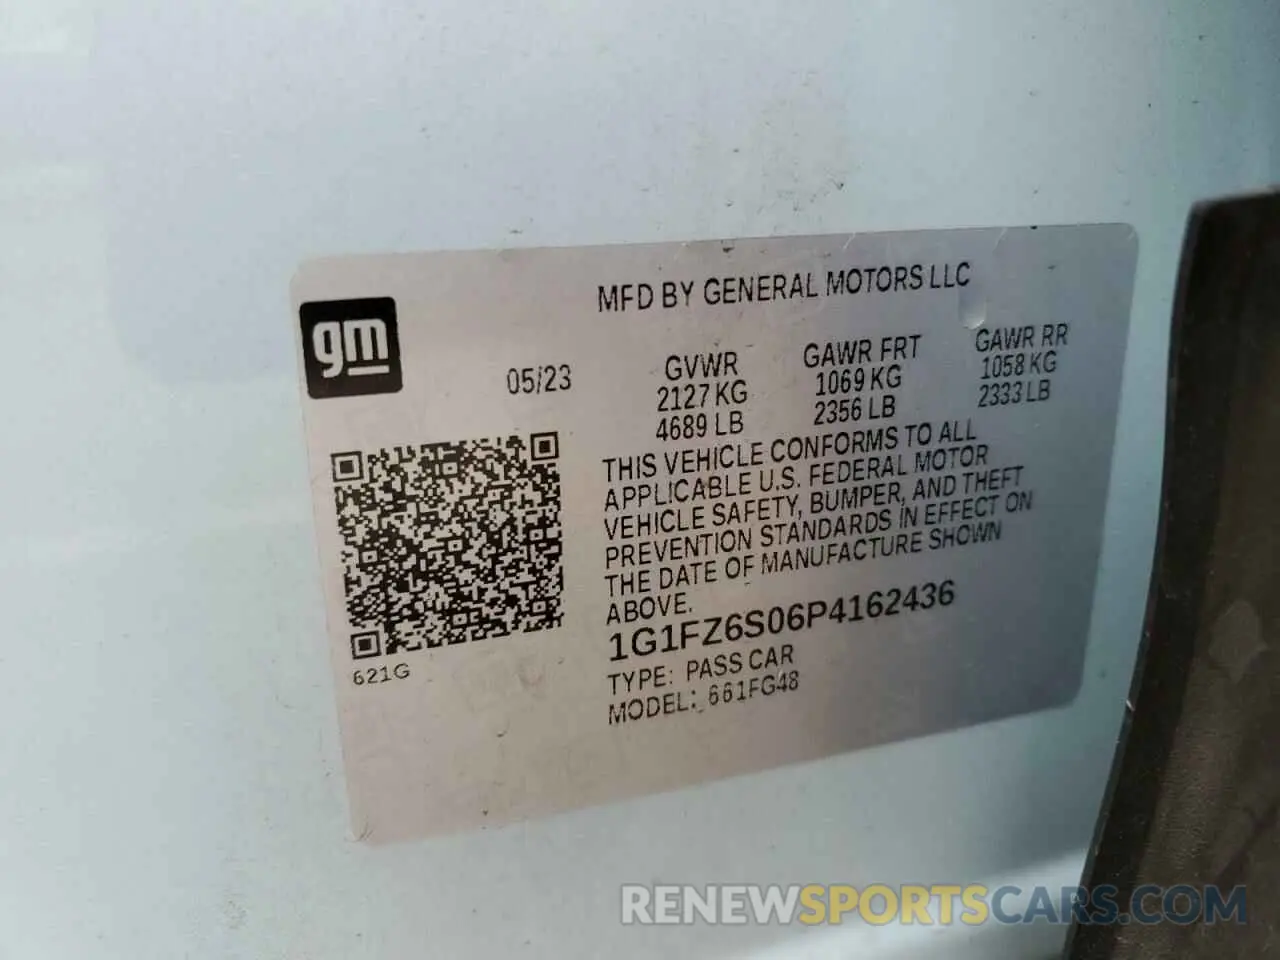 MFD BY GENERAL MOTORS LLC
gm
05/23
GVWR
2127 KG
4689 LB
GAWR FRT
1069 KG
2356 LB
GAWR RR
1058 KG
2333 LB
THIS VEHICLE CONFORMS TO ALL
APPLICABLE U.S. FEDERAL MOTOR
VEHICLE SAFETY, BUMPER, AND THEFT
PREVENTION STANDARDS IN EFFECT ON
THE DATE OF MANUFACTURE SHOWN
ABOVE.
1G1FZ6S06P4162436
TYPE: PASS CAR
MODEL: 661FG48
621G
RENEWSPORTSCARS.COM